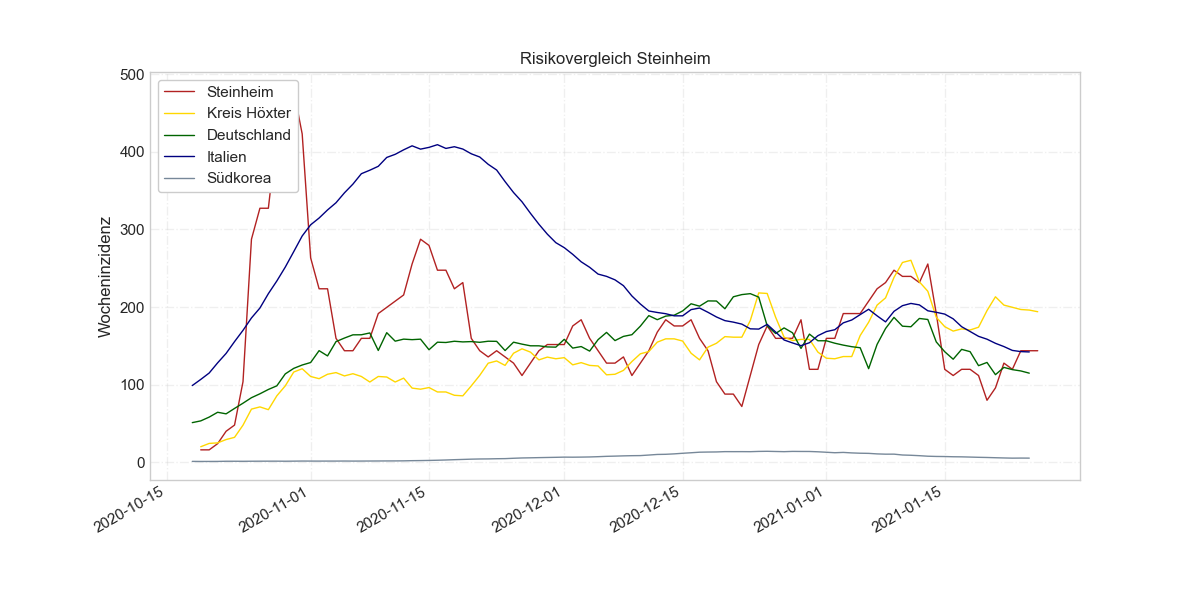 Risikovergleich Steinheim
Wocheninzidenz
500
400
300
200
100
0
Steinheim
Kreis Höxter
Deutschland
Italien
Südkorea
2020-10-15
2020-11-01
2020-11-15
2020-12-01
2020-12-15
2021-01-01
2021-01-15